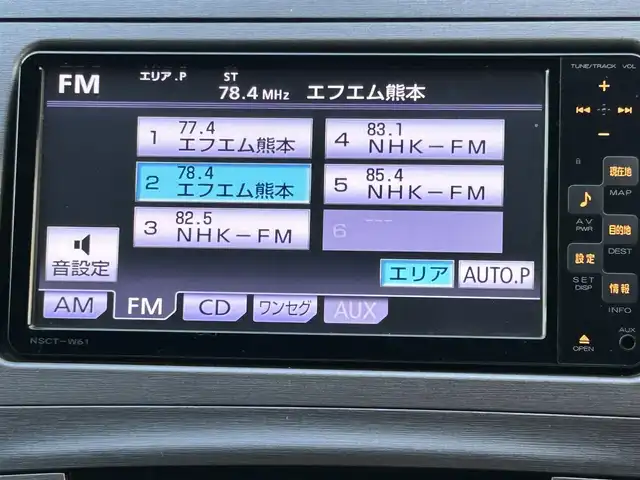 FM
エリア.P
ST
78.4 MHz エフエム熊本
1 77.4 エフエム熊本
2 78.4 エフエム熊本
3 82.5 NHK-FM
4 83.1 NHK-FM
5 85.4 NHK-FM
6 ---
音設定
エリア
AUTO.P
AM
FM
CD
ワンセグ
AUX
NSCT-W61
TUNE/TRACK VOL
+
−
現在地
MAP
AV
PWR
目的地
DEST
設定
SET
DISP
情報
INFO
AUX
OPEN